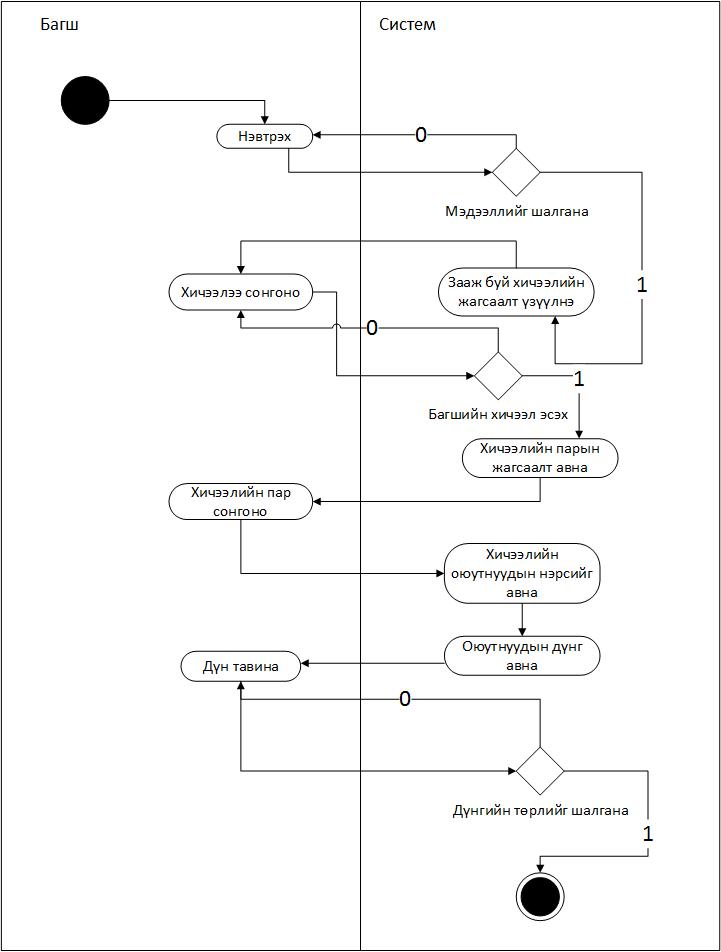 Багш
Систем
Нэвтрэх
0
Мэдээллийг шалгана
Хичээлээ сонгоно
Зааж буй хичээлийн
жагсаалт үзүүлнэ
1
0
1
Багшийн хичээл эсэх
Хичээлийн парын
жагсаалт авна
Хичээлийн пар
сонгоно
Хичээлийн
оюутнуудын нэрсийг
авна
Оюутнуудын дүнг
авна
Дүн тавина
0
Дүнгийн төрлийг шалгана
1